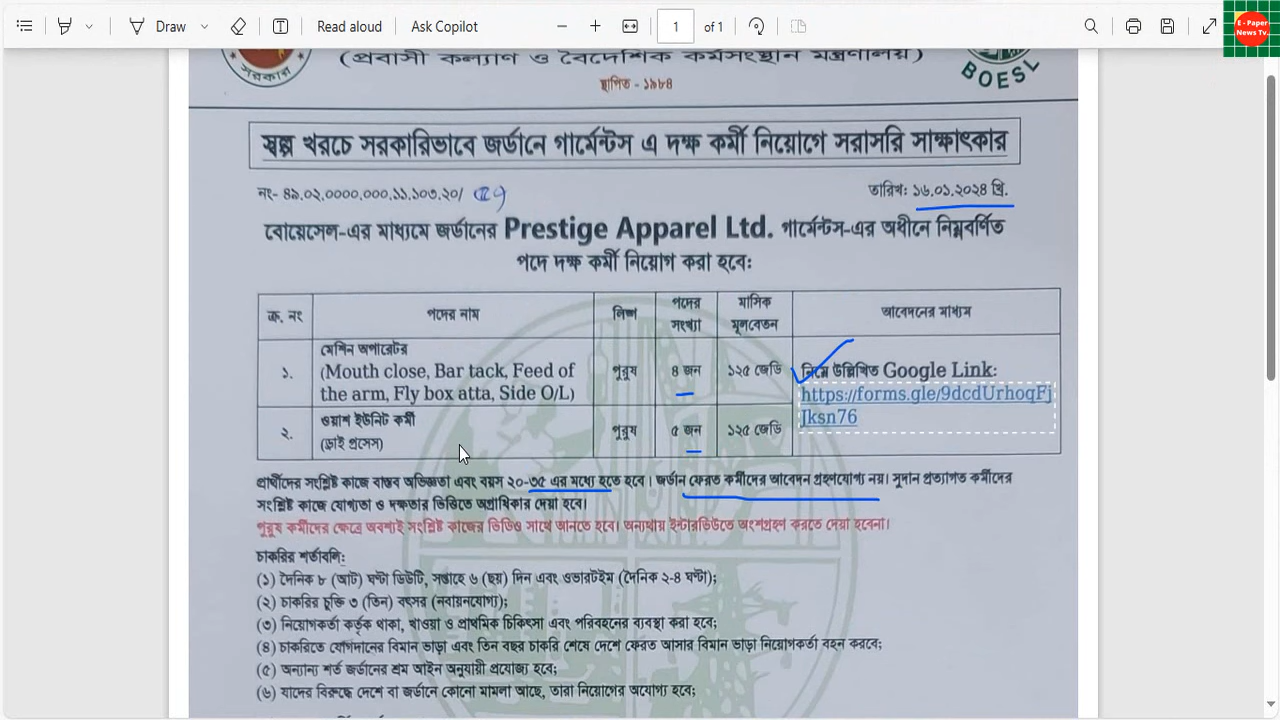 Draw
Read aloud
Ask Copilot
1
of 1
E - Paper
News Tv
সরকার
(প্রবাসী কল্যাণ ও বৈদেশিক কর্মসংস্থান মন্ত্রণালয়)
BOESL
স্থাপিত - ১৯৮৪
স্বল্প খরচে সরকারিভাবে জর্ডানে গার্মেন্টস এ দক্ষ কর্মী নিয়োগে সরাসরি সাক্ষাৎকার
নং- ৪৯.০২.০০০০.০০০.১১.১০৩.২০/
তারিখ: ১৬.০১.২০২৪ খ্রি.
বোয়েসেল-এর মাধ্যমে জর্ডানের Prestige Apparel Ltd. গার্মেন্টস-এর অধীনে নিম্নবর্ণিত
পদে দক্ষ কর্মী নিয়োগ করা হবে:
ক্র. নং
পদের নাম
লিঙ্গ
পদের সংখ্যা
মাসিক মূলবেতন
আবেদনের মাধ্যম
১.
মেশিন অপারেটর
(Mouth close, Bar tack, Feed of
the arm, Fly box atta, Side O/L)
পুরুষ
৪ জন
১২৫ জেডি
নিম্নে উল্লিখিত Google Link:
https://forms.gle/9dcdUrhoqFj
Jksn76
২.
ওয়াশ ইউনিট কর্মী
(ড্রাই প্রসেস)
পুরুষ
৫ জন
১২৫ জেডি
প্রার্থীদের সংশ্লিষ্ট কাজে বাস্তব অভিজ্ঞতা এবং বয়স ২০-৩৫ এর মধ্যে হতে হবে। জর্ডান ফেরত কর্মীদের আবেদন গ্রহণযোগ্য নয়। সুদান প্রত্যাগত কর্মীদের
সংশ্লিষ্ট কাজে যোগ্যতা ও দক্ষতার ভিত্তিতে অগ্রাধিকার দেয়া হবে।
পুরুষ কর্মীদের ক্ষেত্রে অবশ্যই সংশ্লিষ্ট কাজের ভিডিও সাথে আনতে হবে। অন্যথায় ইন্টারভিউতে অংশগ্রহণ করতে দেয়া হবেনা।
চাকরির শর্তাবলি:
(১) দৈনিক ৮ (আট) ঘণ্টা ডিউটি, সপ্তাহে ৬ (ছয়) দিন এবং ওভারটাইম (দৈনিক ২-৪ ঘণ্টা);
(২) চাকরির চুক্তি ৩ (তিন) বৎসর (নবায়নযোগ্য);
(৩) নিয়োগকর্তা কর্তৃক থাকা, খাওয়া ও প্রাথমিক চিকিৎসা এবং পরিবহনের ব্যবস্থা করা হবে;
(৪) চাকরিতে যোগদানের বিমান ভাড়া এবং তিন বছর চাকরি শেষে দেশে ফেরত আসার বিমান ভাড়া নিয়োগকর্তা বহন করবে;
(৫) অন্যান্য শর্ত জর্ডানের শ্রম আইন অনুযায়ী প্রযোজ্য হবে;
(৬) যাদের বিরুদ্ধে দেশে বা জর্ডানে কোনো মামলা আছে, তারা নিয়োগের অযোগ্য হবে;